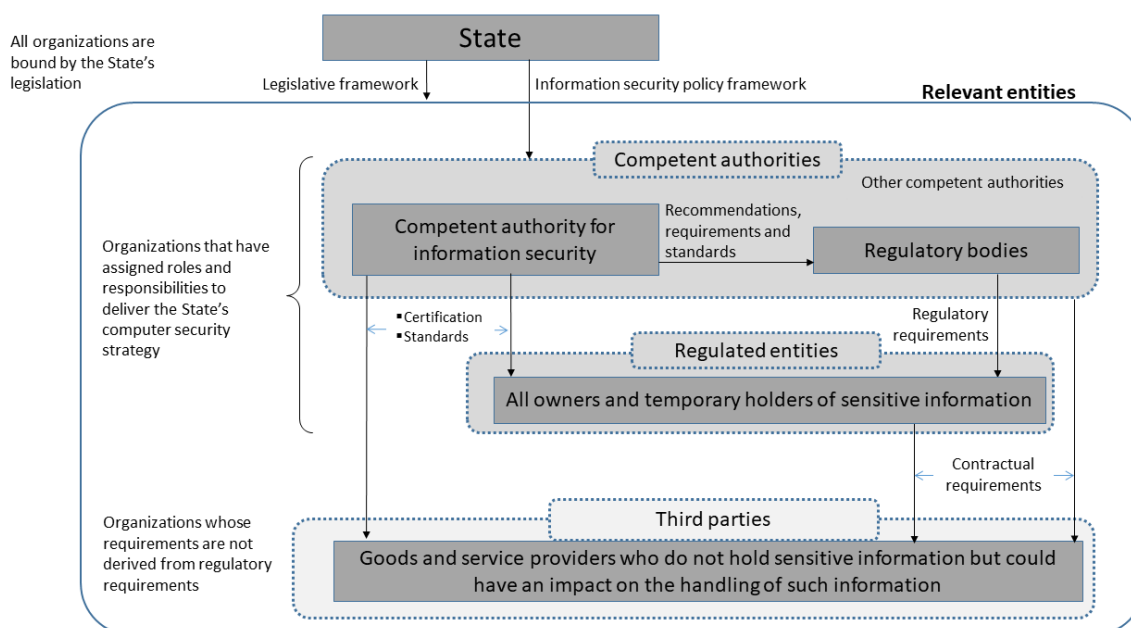 State
All organizations are
bound by the State's
legislation
Legislative framework
Information security policy framework
Relevant entities
Competent authorities
Other competent authorities
Competent authority for
information security
Recommendations,
requirements and
standards
Regulatory bodies
Organizations that have
assigned roles and
responsibilities to
deliver the State's
computer security
strategy
▪ Certification
▪ Standards
Regulatory
requirements
Regulated entities
All owners and temporary holders of sensitive information
Contractual
requirements
Third parties
Organizations whose
requirements are not
derived from regulatory
requirements
Goods and service providers who do not hold sensitive information but could
have an impact on the handling of such information